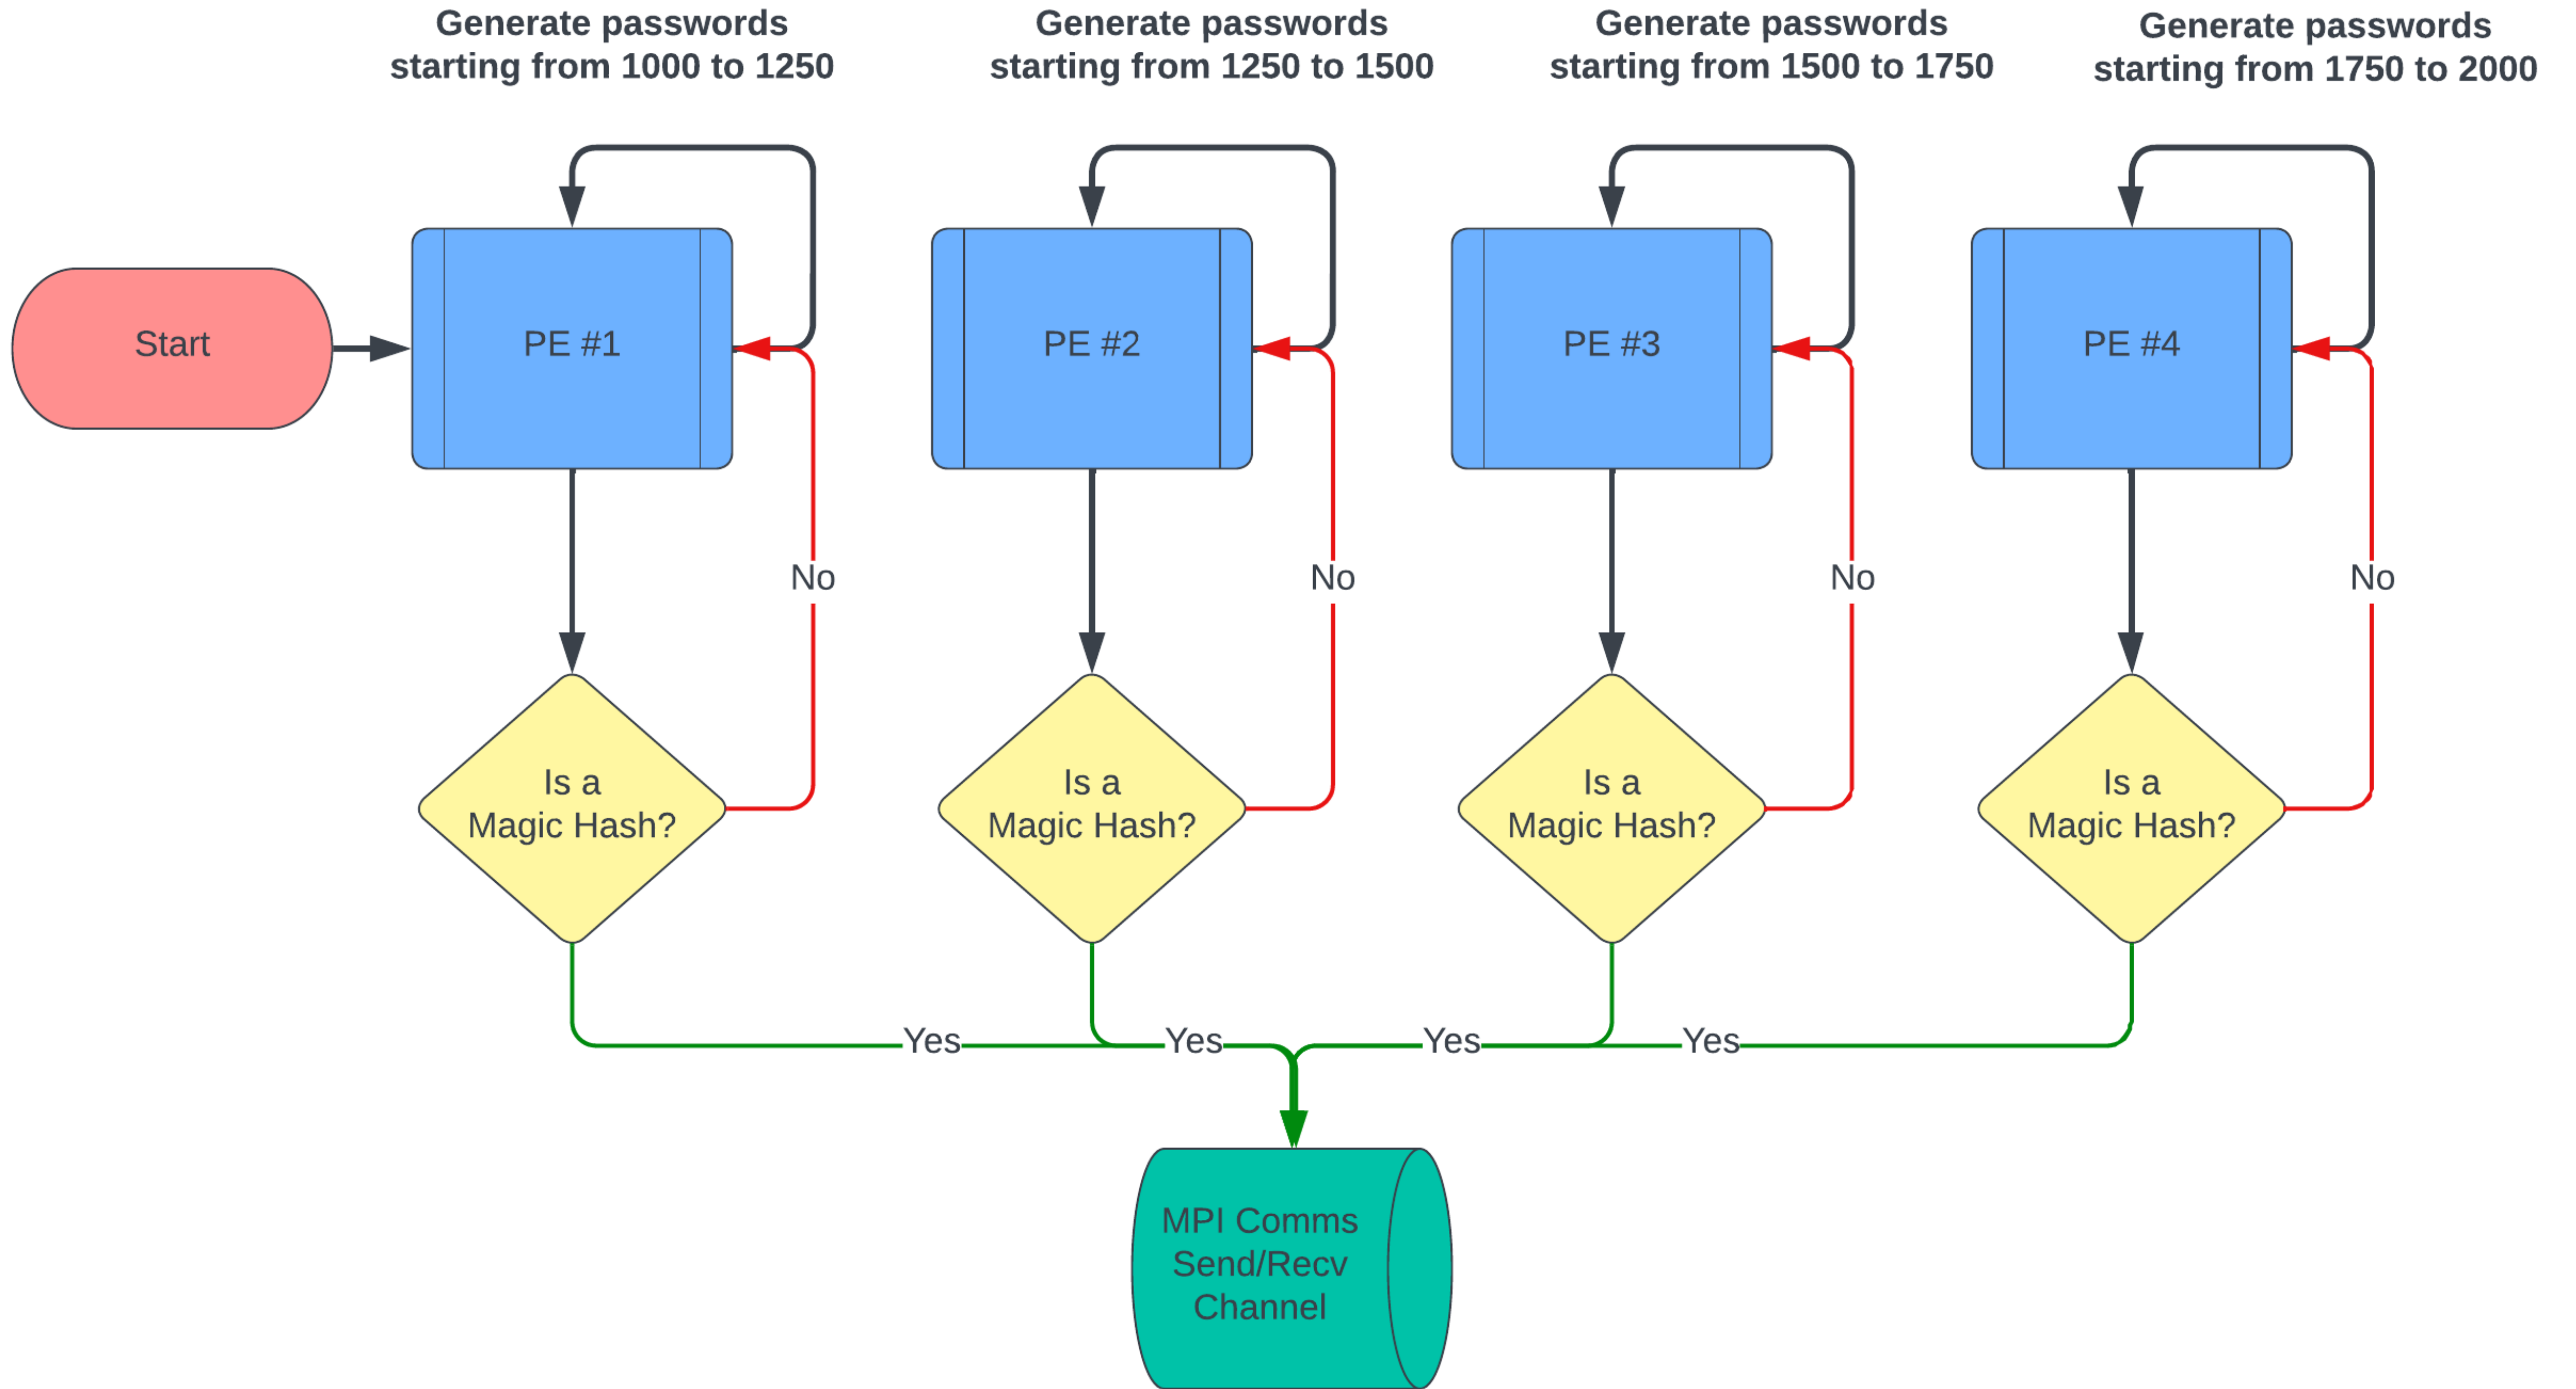 Generate passwords
starting from 1000 to 1250
Generate passwords
starting from 1250 to 1500
Generate passwords
starting from 1500 to 1750
Generate passwords
starting from 1750 to 2000
Start
PE #1
PE #2
PE #3
PE #4
No
No
No
No
Is a
Magic Hash?
Is a
Magic Hash?
Is a
Magic Hash?
Is a
Magic Hash?
Yes
Yes
Yes
Yes
MPI Comms
Send/Recv
Channel